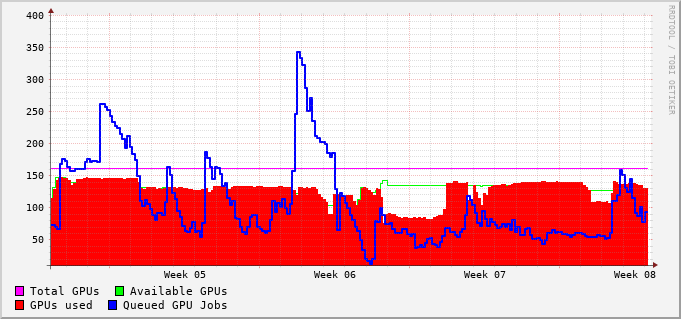 400
350
300
250
200
150
100
50
Week 05 Week 06 Week 07 Week 08
Total GPUs Available GPUs
GPUs used Queued GPU Jobs
RRDTOOL / TOBI OETIKER